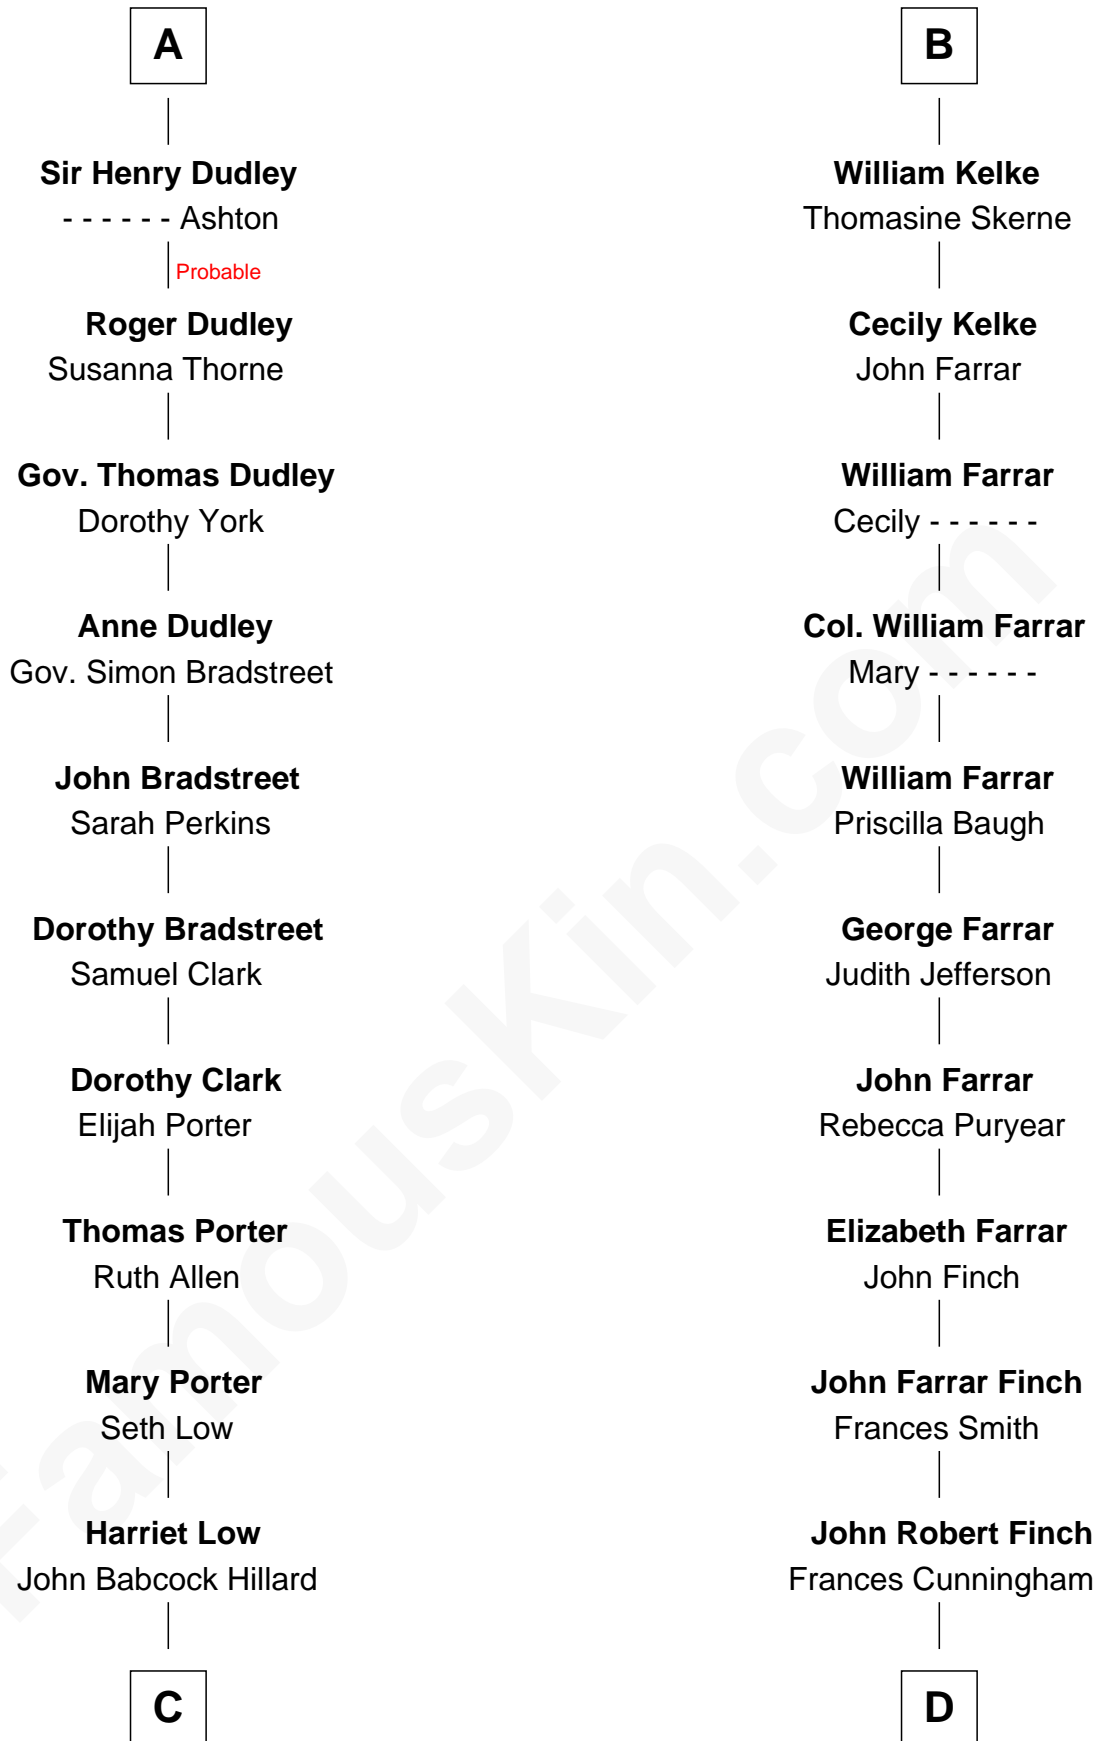 A
Sir Henry Dudley
- - - - - - Ashton
Probable
Roger Dudley
Susanna Thorne
Gov. Thomas Dudley
Dorothy York
Anne Dudley
Gov. Simon Bradstreet
John Bradstreet
Sarah Perkins
Dorothy Bradstreet
Samuel Clark
Dorothy Clark
Elijah Porter
Thomas Porter
Ruth Allen
Mary Porter
Seth Low
Harriet Low
John Babcock Hillard
C
B
William Kelke
Thomasine Skerne
Cecily Kelke
John Farrar
William Farrar
Cecily - - - - - -
Col. William Farrar
Mary - - - - - -
William Farrar
Priscilla Baugh
George Farrar
Judith Jefferson
John Farrar
Rebecca Puryear
Elizabeth Farrar
John Finch
John Farrar Finch
Frances Smith
John Robert Finch
Frances Cunningham
D
FamousKin.com